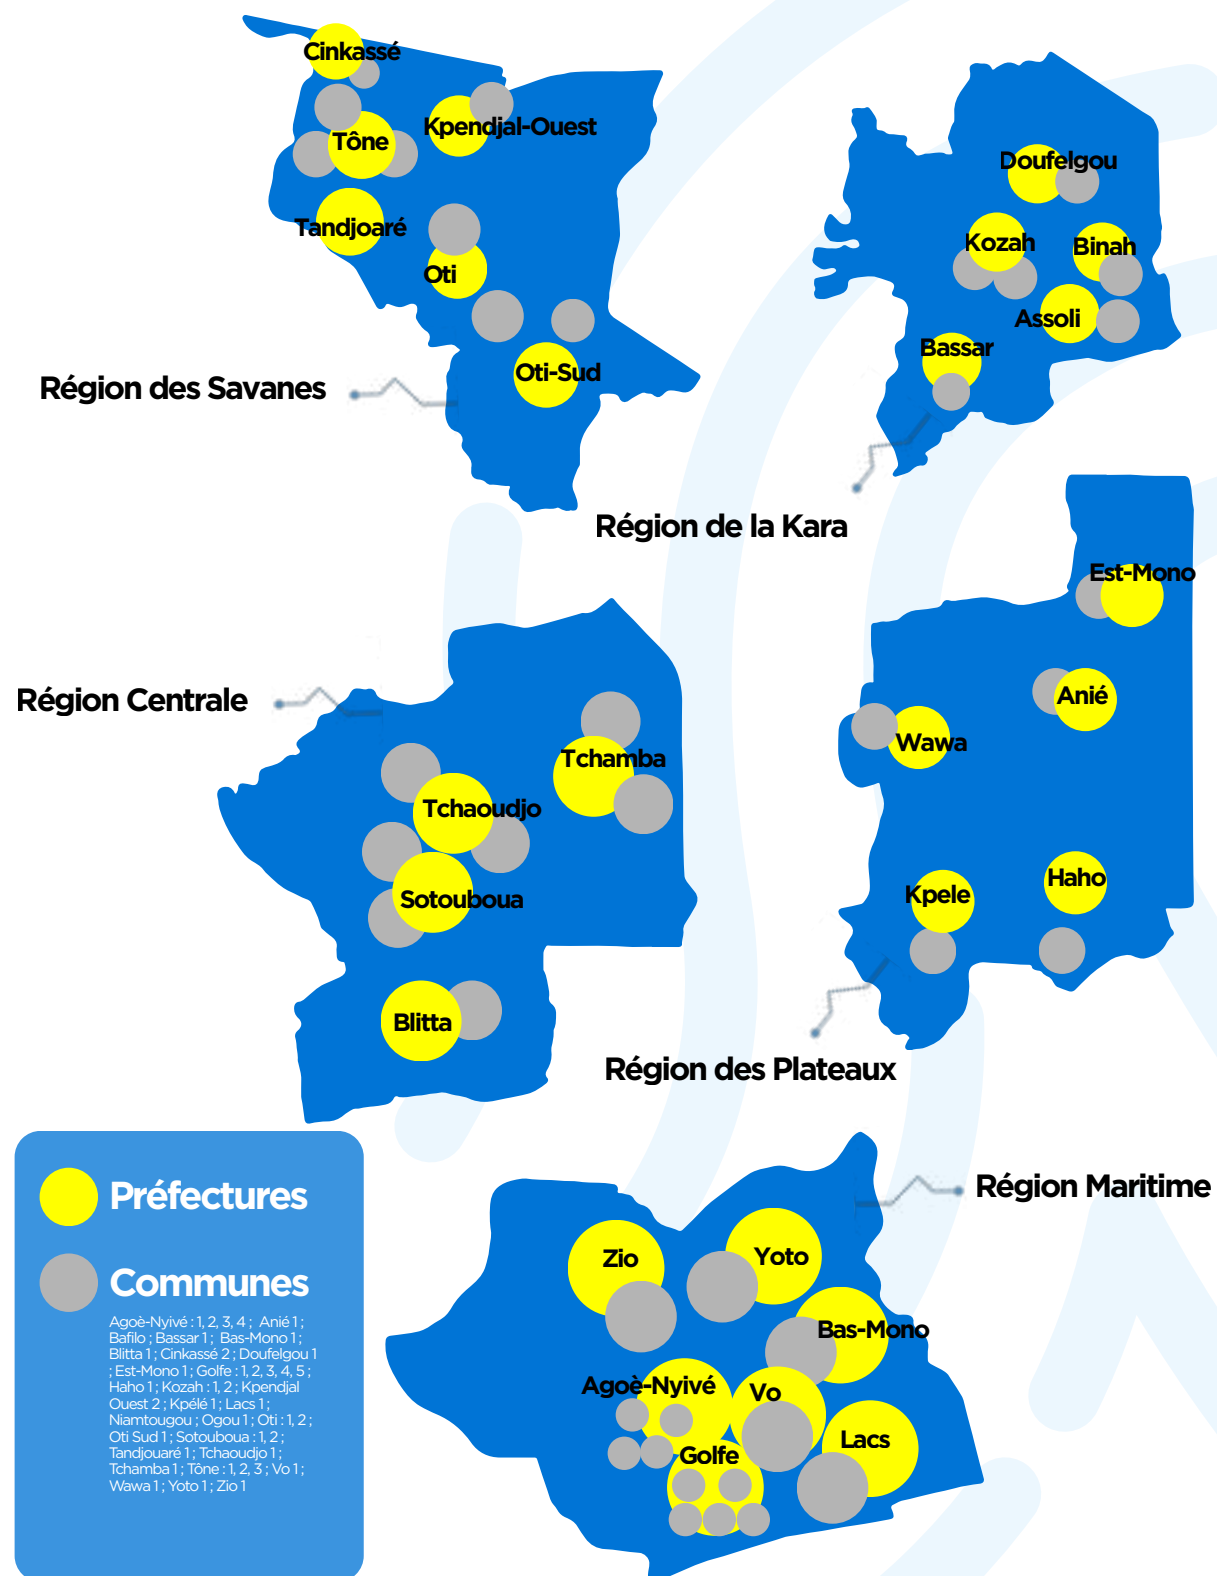 Cinkassé
Kpendjal-Ouest
Tône
Tandjoaré
Oti
Oti-Sud
Région des Savanes
Doufelgou
Kozah
Binah
Assoli
Bassar
Région de la Kara
Région Centrale
Tchamba
Tchaoudjo
Sotouboua
Blitta
Est-Mono
Anié
Wawa
Haho
Kpele
Région des Plateaux
Préfectures
Communes
Agoè-Nyivé : 1, 2, 3, 4 ; Anié 1 ;
Bafilo ; Bassar 1 ; Bas-Mono 1 ;
Blitta 1 ; Cinkassé 2 ; Doufelgou 1
; Est-Mono 1 ; Golfe : 1, 2, 3, 4, 5 ;
Haho 1 ; Kozah : 1, 2 ; Kpendjal
Ouest 2 ; Kpélé 1 ; Lacs 1 ;
Niamtougou ; Ogou 1 ; Oti : 1, 2 ;
Oti Sud 1 ; Sotouboua : 1, 2 ;
Tandjouaré 1 ; Tchaoudjo 1 ;
Tchamba 1 ; Tône : 1, 2, 3 ; Vo 1 ;
Wawa 1 ; Yoto 1 ; Zio 1
Région Maritime
Zio
Yoto
Bas-Mono
Agoè-Nyivé
Vo
Lacs
Golfe